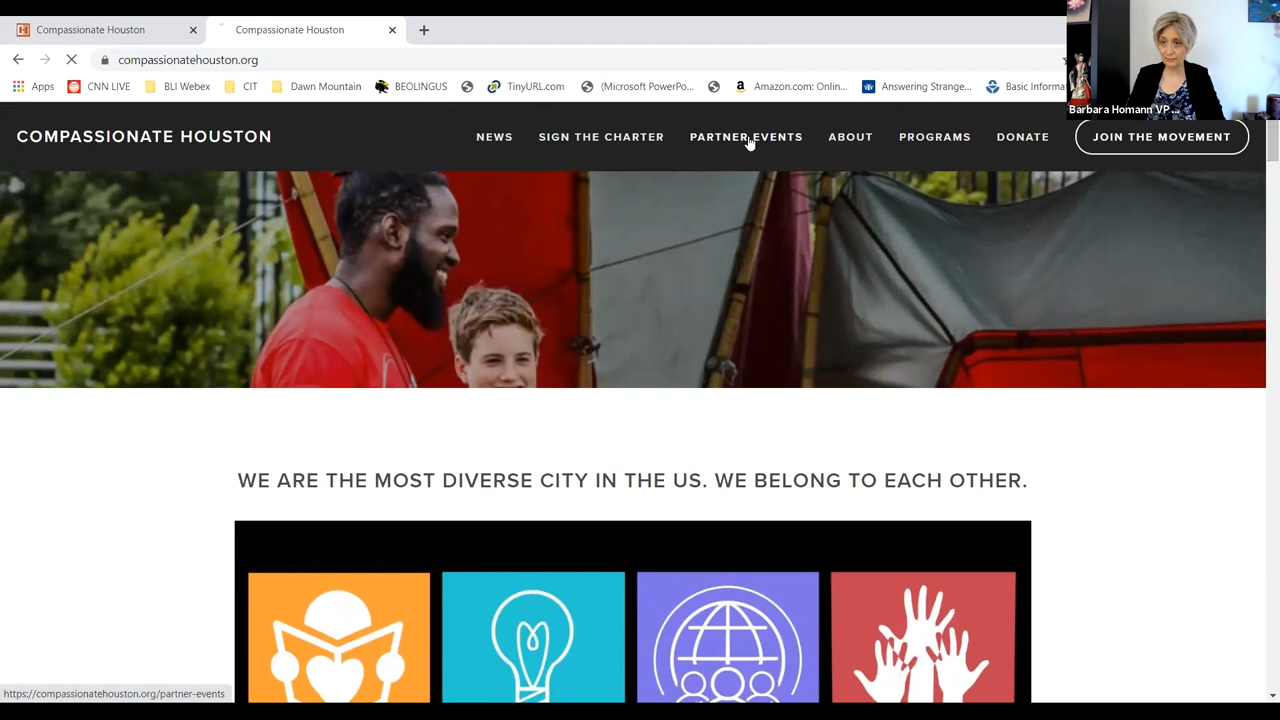 Compassionate Houston
Compassionate Houston
compassionatehouston.org
Apps CNN LIVE BLI Webex CIT Dawn Mountain BEOLINGUS TinyURL.com (Microsoft PowerPo... Amazon.com: Onlin... Answering Strange... Basic Informa
Barbara Homann VP ...
COMPASSIONATE HOUSTON
NEWS SIGN THE CHARTER PARTNER EVENTS ABOUT PROGRAMS DONATE JOIN THE MOVEMENT
WE ARE THE MOST DIVERSE CITY IN THE US. WE BELONG TO EACH OTHER.
https://compassionatehouston.org/partner-events